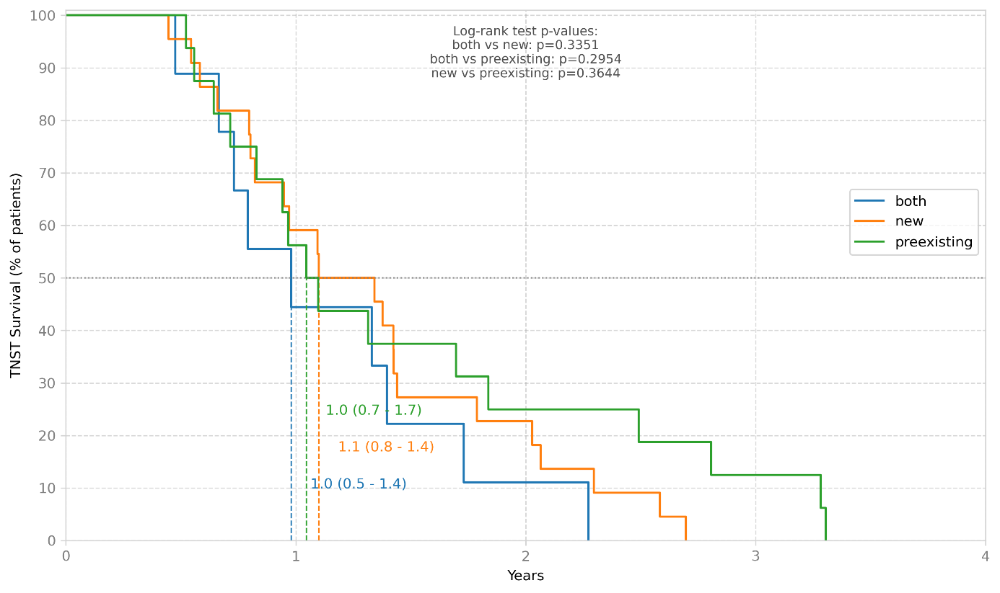 Log-rank test p-values:
both vs new: p=0.3351
both vs preexisting: p=0.2954
new vs preexisting: p=0.3644
TNST Survival (% of patients)
100
90
80
70
60
50
40
30
20
10
0
both
new
preexisting
1.0 (0.7 - 1.7)
1.1 (0.8 - 1.4)
1.0 (0.5 - 1.4)
0 1 2 3 4
Years